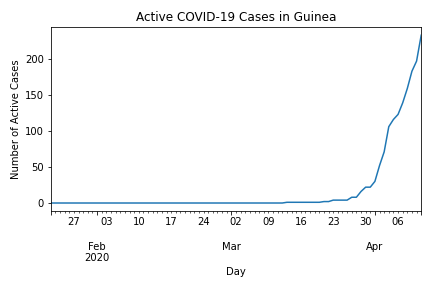 Active COVID-19 Cases in Guinea
Number of Active Cases
200
150
100
50
0
27 03 10 17 24 02 09 16 23 30 06
Feb Mar Apr
2020
Day